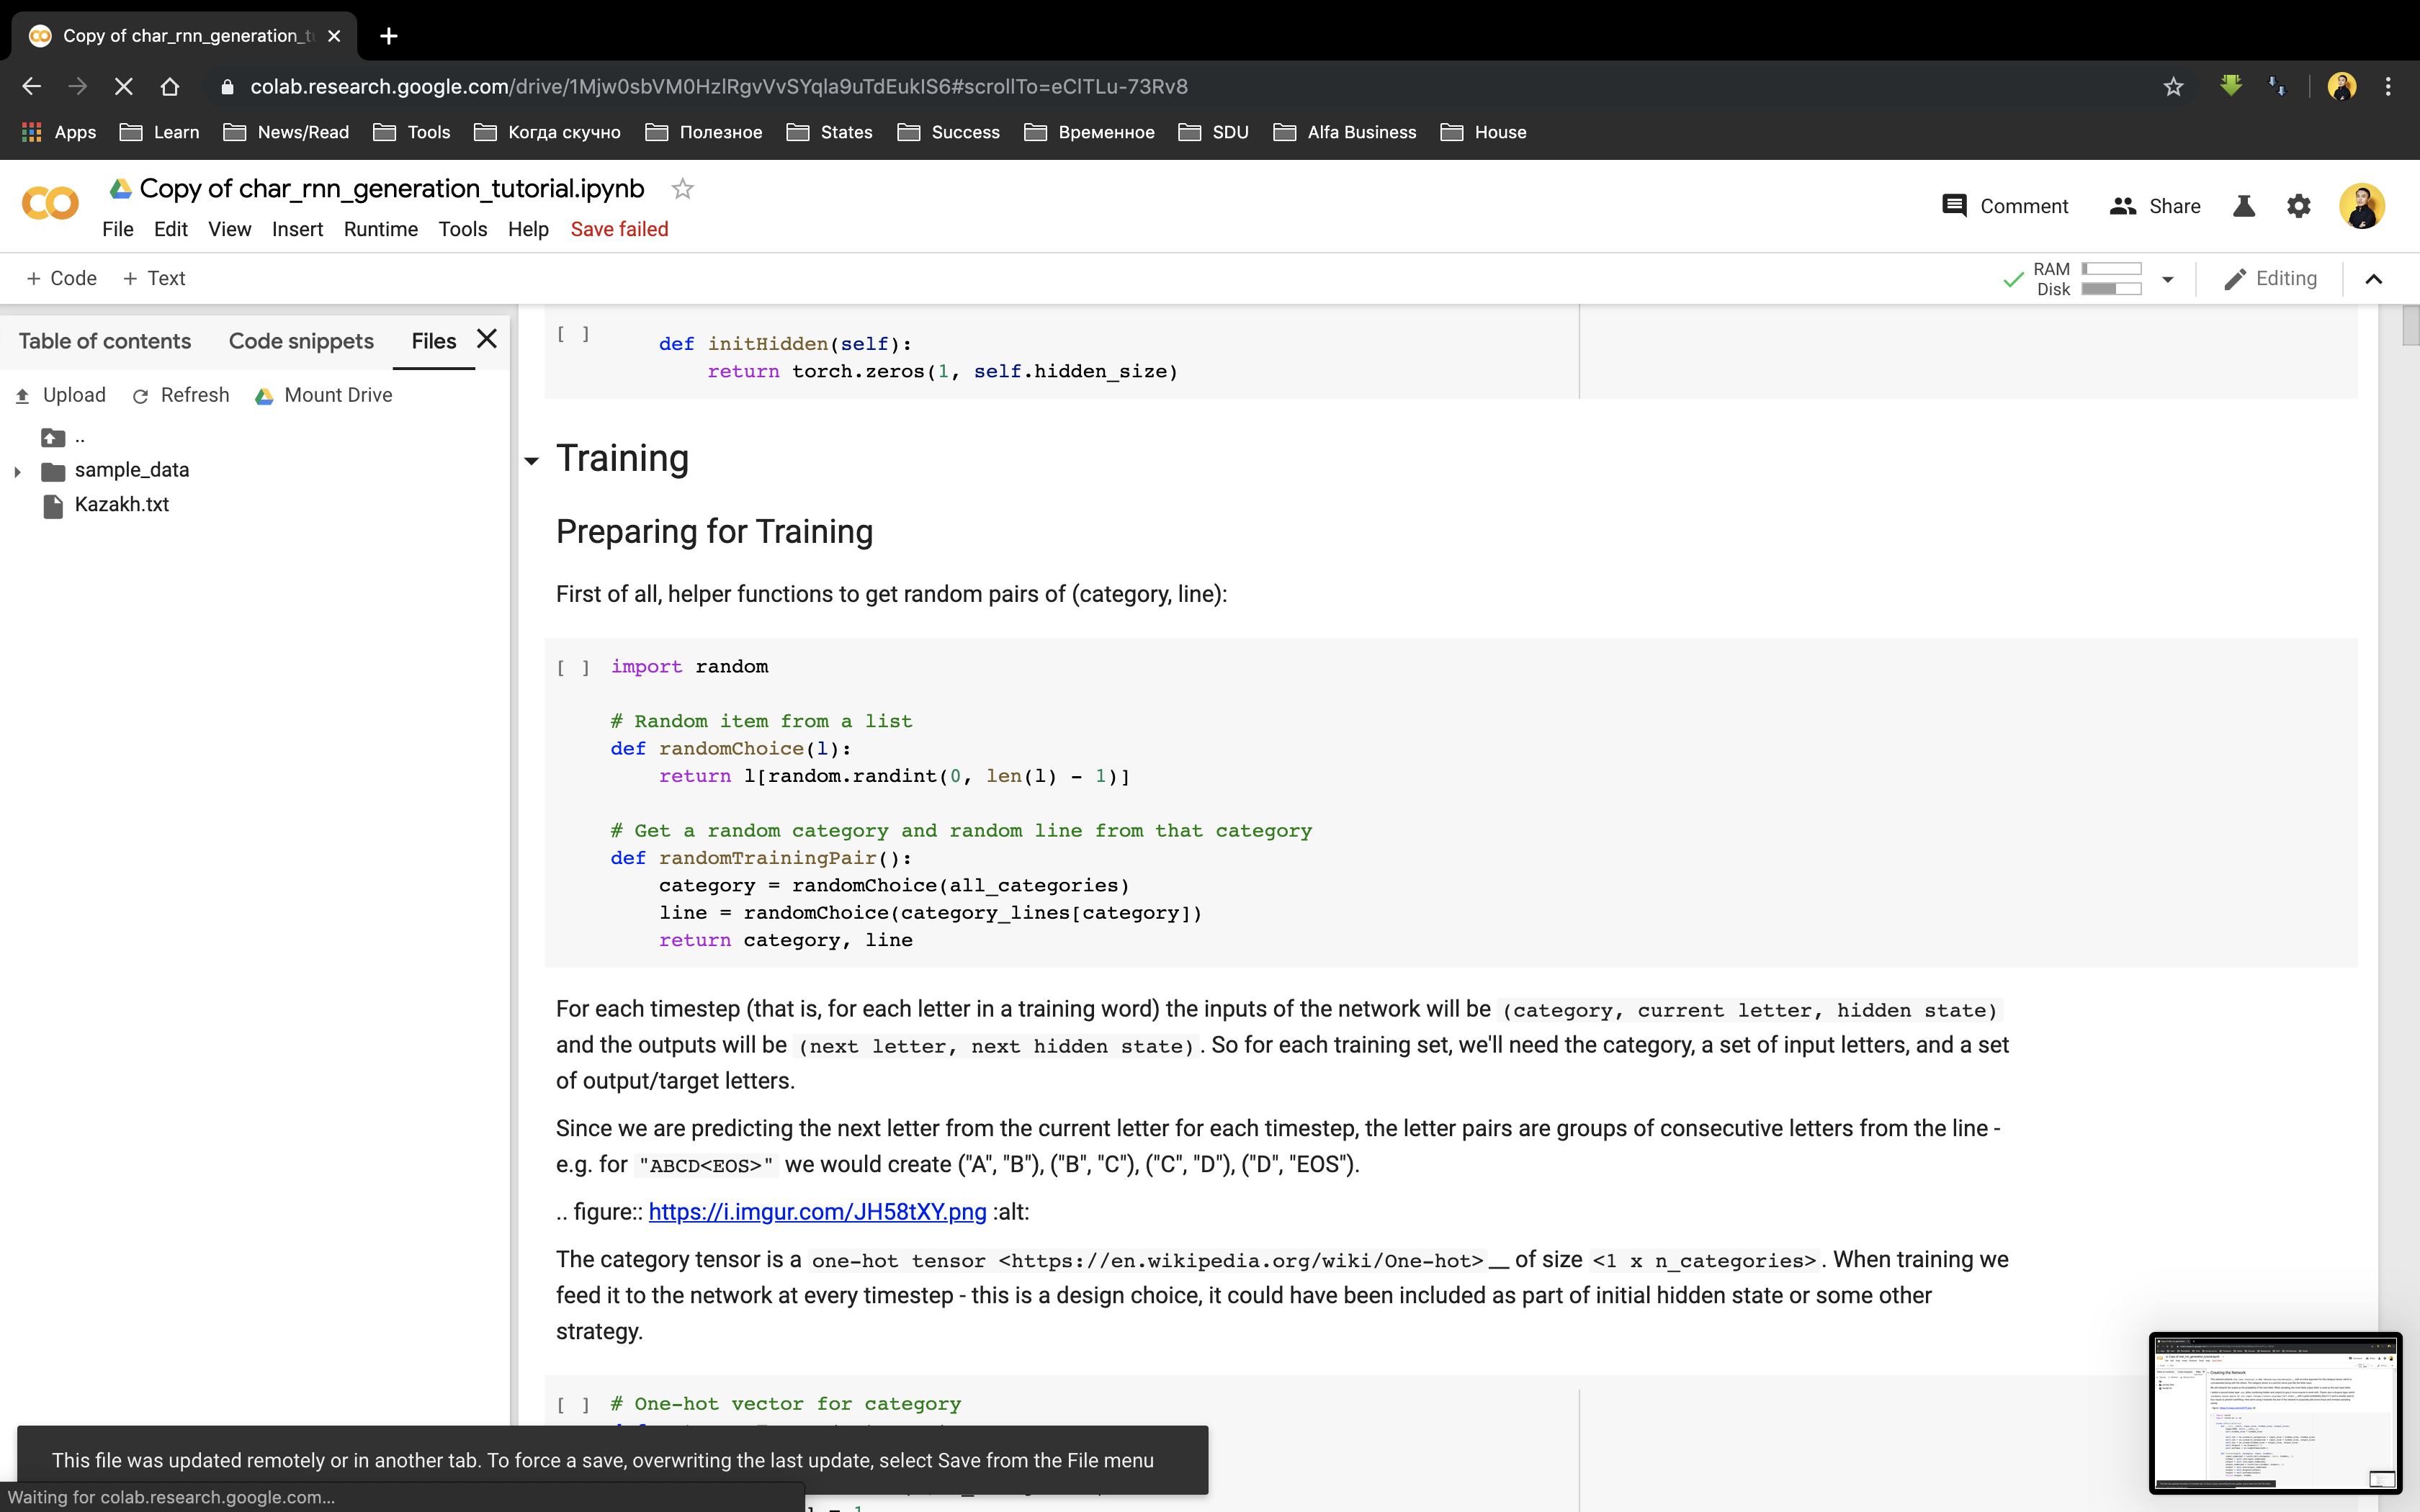 Copy of char_rnn_generation_t
colab.research.google.com/drive/1Mjw0sbVM0HzlRgvVvSYqla9uTdEukIS6#scrollTo=eClTLu-73Rv8
Apps Learn News/Read Tools Когда скучно Полезное States Success Временное SDU Alfa Business House
Copy of char_rnn_generation_tutorial.ipynb
File Edit View Insert Runtime Tools Help Save failed
Comment Share
+ Code + Text
RAM
Disk
Editing
Table of contents Code snippets Files
Upload Refresh Mount Drive
..
sample_data
Kazakh.txt
[ ]
def initHidden(self):
return torch.zeros(1, self.hidden_size)
Training
Preparing for Training
First of all, helper functions to get random pairs of (category, line):
[ ] import random
# Random item from a list
def randomChoice(l):
return l[random.randint(0, len(l) - 1)]
# Get a random category and random line from that category
def randomTrainingPair():
category = randomChoice(all_categories)
line = randomChoice(category_lines[category])
return category, line
For each timestep (that is, for each letter in a training word) the inputs of the network will be (category, current letter, hidden state)
and the outputs will be (next letter, next hidden state). So for each training set, we'll need the category, a set of input letters, and a set
of output/target letters.
Since we are predicting the next letter from the current letter for each timestep, the letter pairs are groups of consecutive letters from the line -
e.g. for "ABCD<EOS>" we would create ("A", "B"), ("B", "C"), ("C", "D"), ("D", "EOS").
.. figure:: https://i.imgur.com/JH58tXY.png :alt:
The category tensor is a one-hot tensor <https://en.wikipedia.org/wiki/One-hot>__ of size <1 x n_categories>. When training we
feed it to the network at every timestep - this is a design choice, it could have been included as part of initial hidden state or some other
strategy.
[ ] # One-hot vector for category
This file was updated remotely or in another tab. To force a save, overwriting the last update, select Save from the File menu
Waiting for colab.research.google.com...